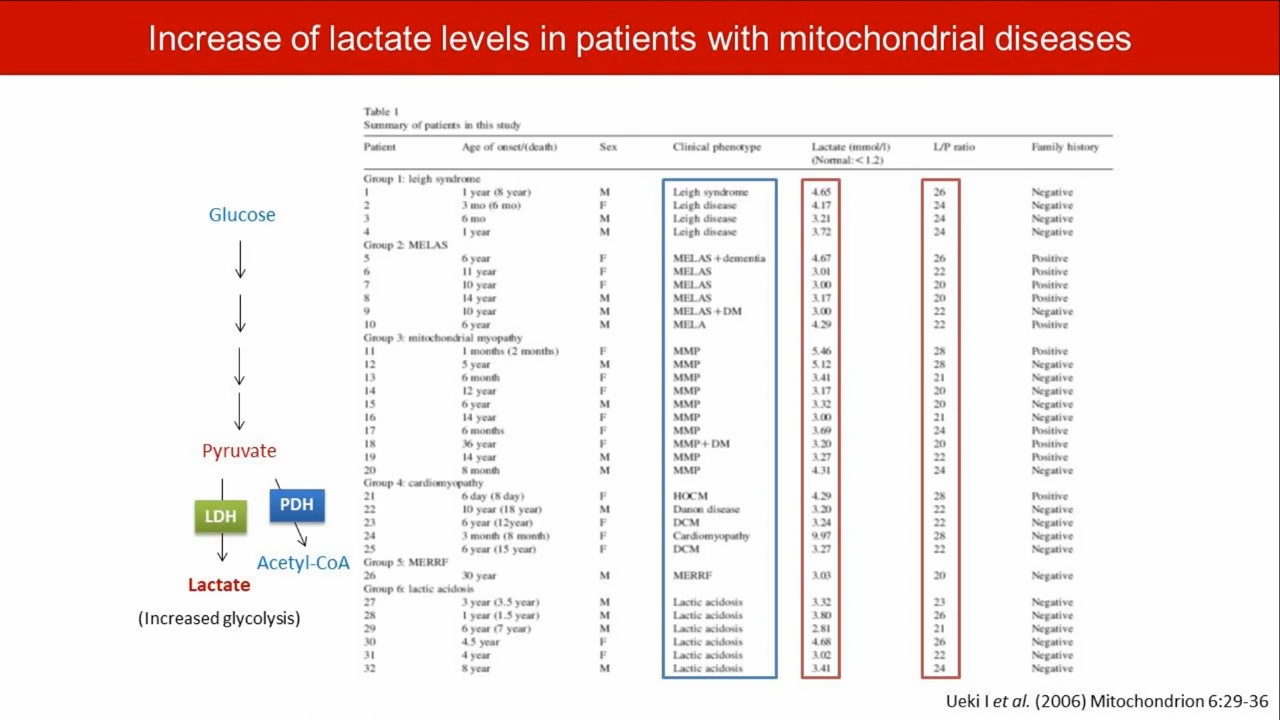 Increase of lactate levels in patients with mitochondrial diseases
Table 1
Summary of patients in this study
Patient Age of onset/(death) Sex Clinical phenotype Lactate (mmol/l) L/P ratio Family history
(Normal: < 1.2)
Group 1: leigh syndrome
1 1 year (8 year) M Leigh syndrome 4.65 26 Negative
2 3 mo (6 mo) F Leigh disease 4.17 24 Negative
3 6 mo M Leigh disease 3.21 24 Negative
4 1 year M Leigh disease 3.72 24 Negative
Group 2: MELAS
5 6 year F MELAS + dementia 4.67 26 Positive
6 11 year F MELAS 3.01 22 Positive
7 10 year F MELAS 3.00 20 Positive
8 14 year M MELAS 3.17 20 Positive
9 10 year M MELAS + DM 3.00 22 Negative
10 6 year M MELA 4.29 22 Positive
Group 3: mitochondrial myopathy
11 1 months (2 months) F MMP 5.46 28 Positive
12 5 year M MMP 5.12 28 Negative
13 6 month F MMP 3.41 21 Negative
14 12 year F MMP 3.17 20 Negative
15 6 year M MMP 3.32 20 Negative
16 14 year F MMP 3.00 21 Negative
17 6 months F MMP 3.69 24 Positive
18 36 year F MMP + DM 3.20 20 Positive
19 14 year M MMP 3.27 22 Positive
20 8 month M MMP 4.31 24 Negative
Group 4: cardiomyopathy
21 6 day (8 day) F HOCM 4.29 28 Positive
22 10 year (18 year) M Danon disease 3.20 22 Negative
23 6 year (12year) F DCM 3.24 22 Negative
24 3 month (8 month) F Cardiomyopathy 9.97 28 Negative
25 6 year (15 year) F DCM 3.27 22 Negative
Group 5: MERRF
26 30 year M MERRF 3.03 20 Negative
Group 6: lactic acidosis
27 3 year (3.5 year) M Lactic acidosis 3.32 23 Negative
28 1 year (1.5 year) M Lactic acidosis 3.80 26 Negative
29 6 year (7 year) M Lactic acidosis 2.81 21 Negative
30 4.5 year F Lactic acidosis 4.68 26 Negative
31 4 year F Lactic acidosis 3.02 22 Negative
32 8 year M Lactic acidosis 3.41 24 Negative
Glucose
Pyruvate
LDH
PDH
Acetyl-CoA
Lactate
(Increased glycolysis)
Ueki I et al. (2006) Mitochondrion 6:29-36